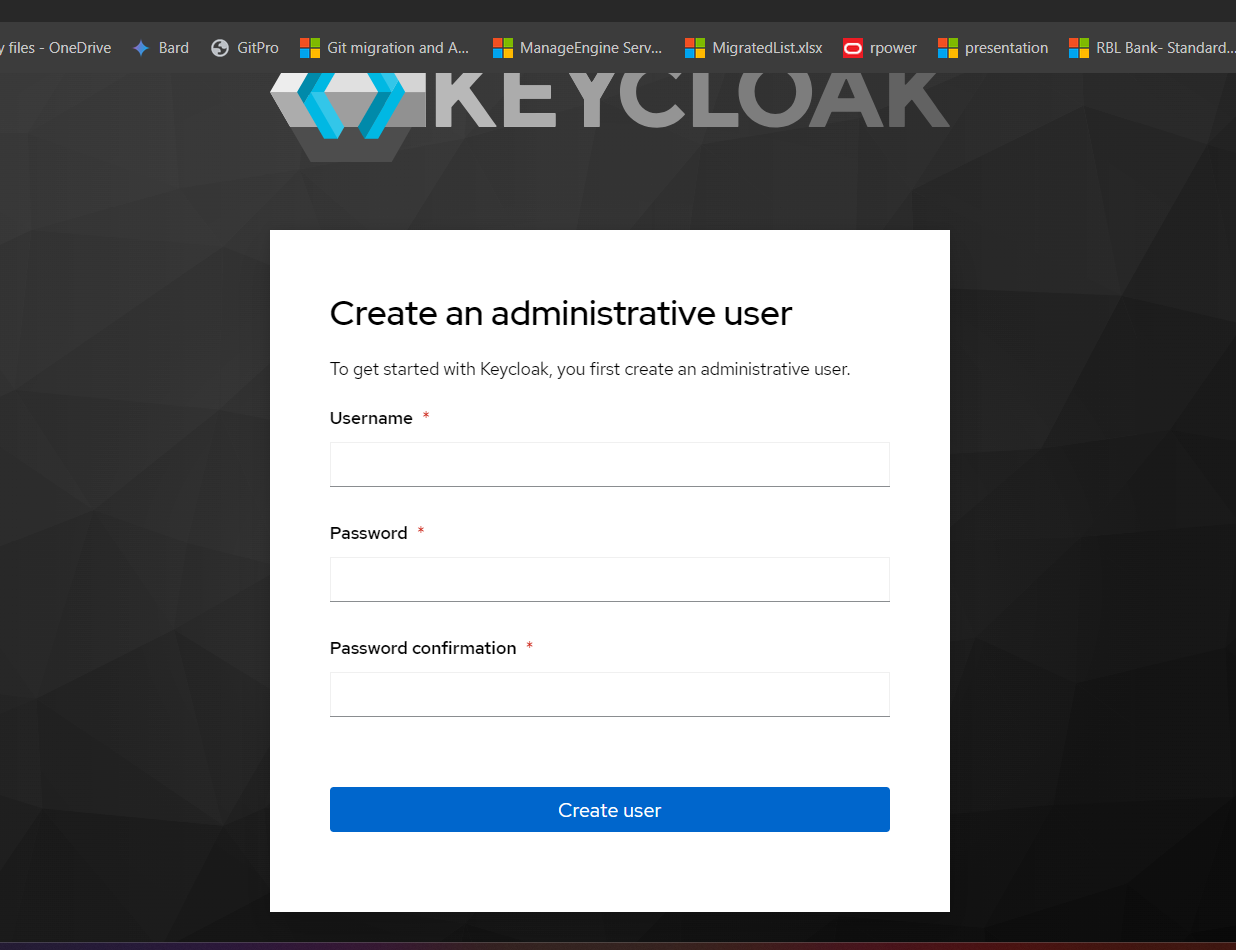 y files - OneDrive Bard GitPro Git migration and A... ManageEngine Serv... MigratedList.xlsx rpower presentation RBL Bank- Standard...
KEYCLOAK
Create an administrative user
To get started with Keycloak, you first create an administrative user.
Username *
Password *
Password confirmation *
Create user